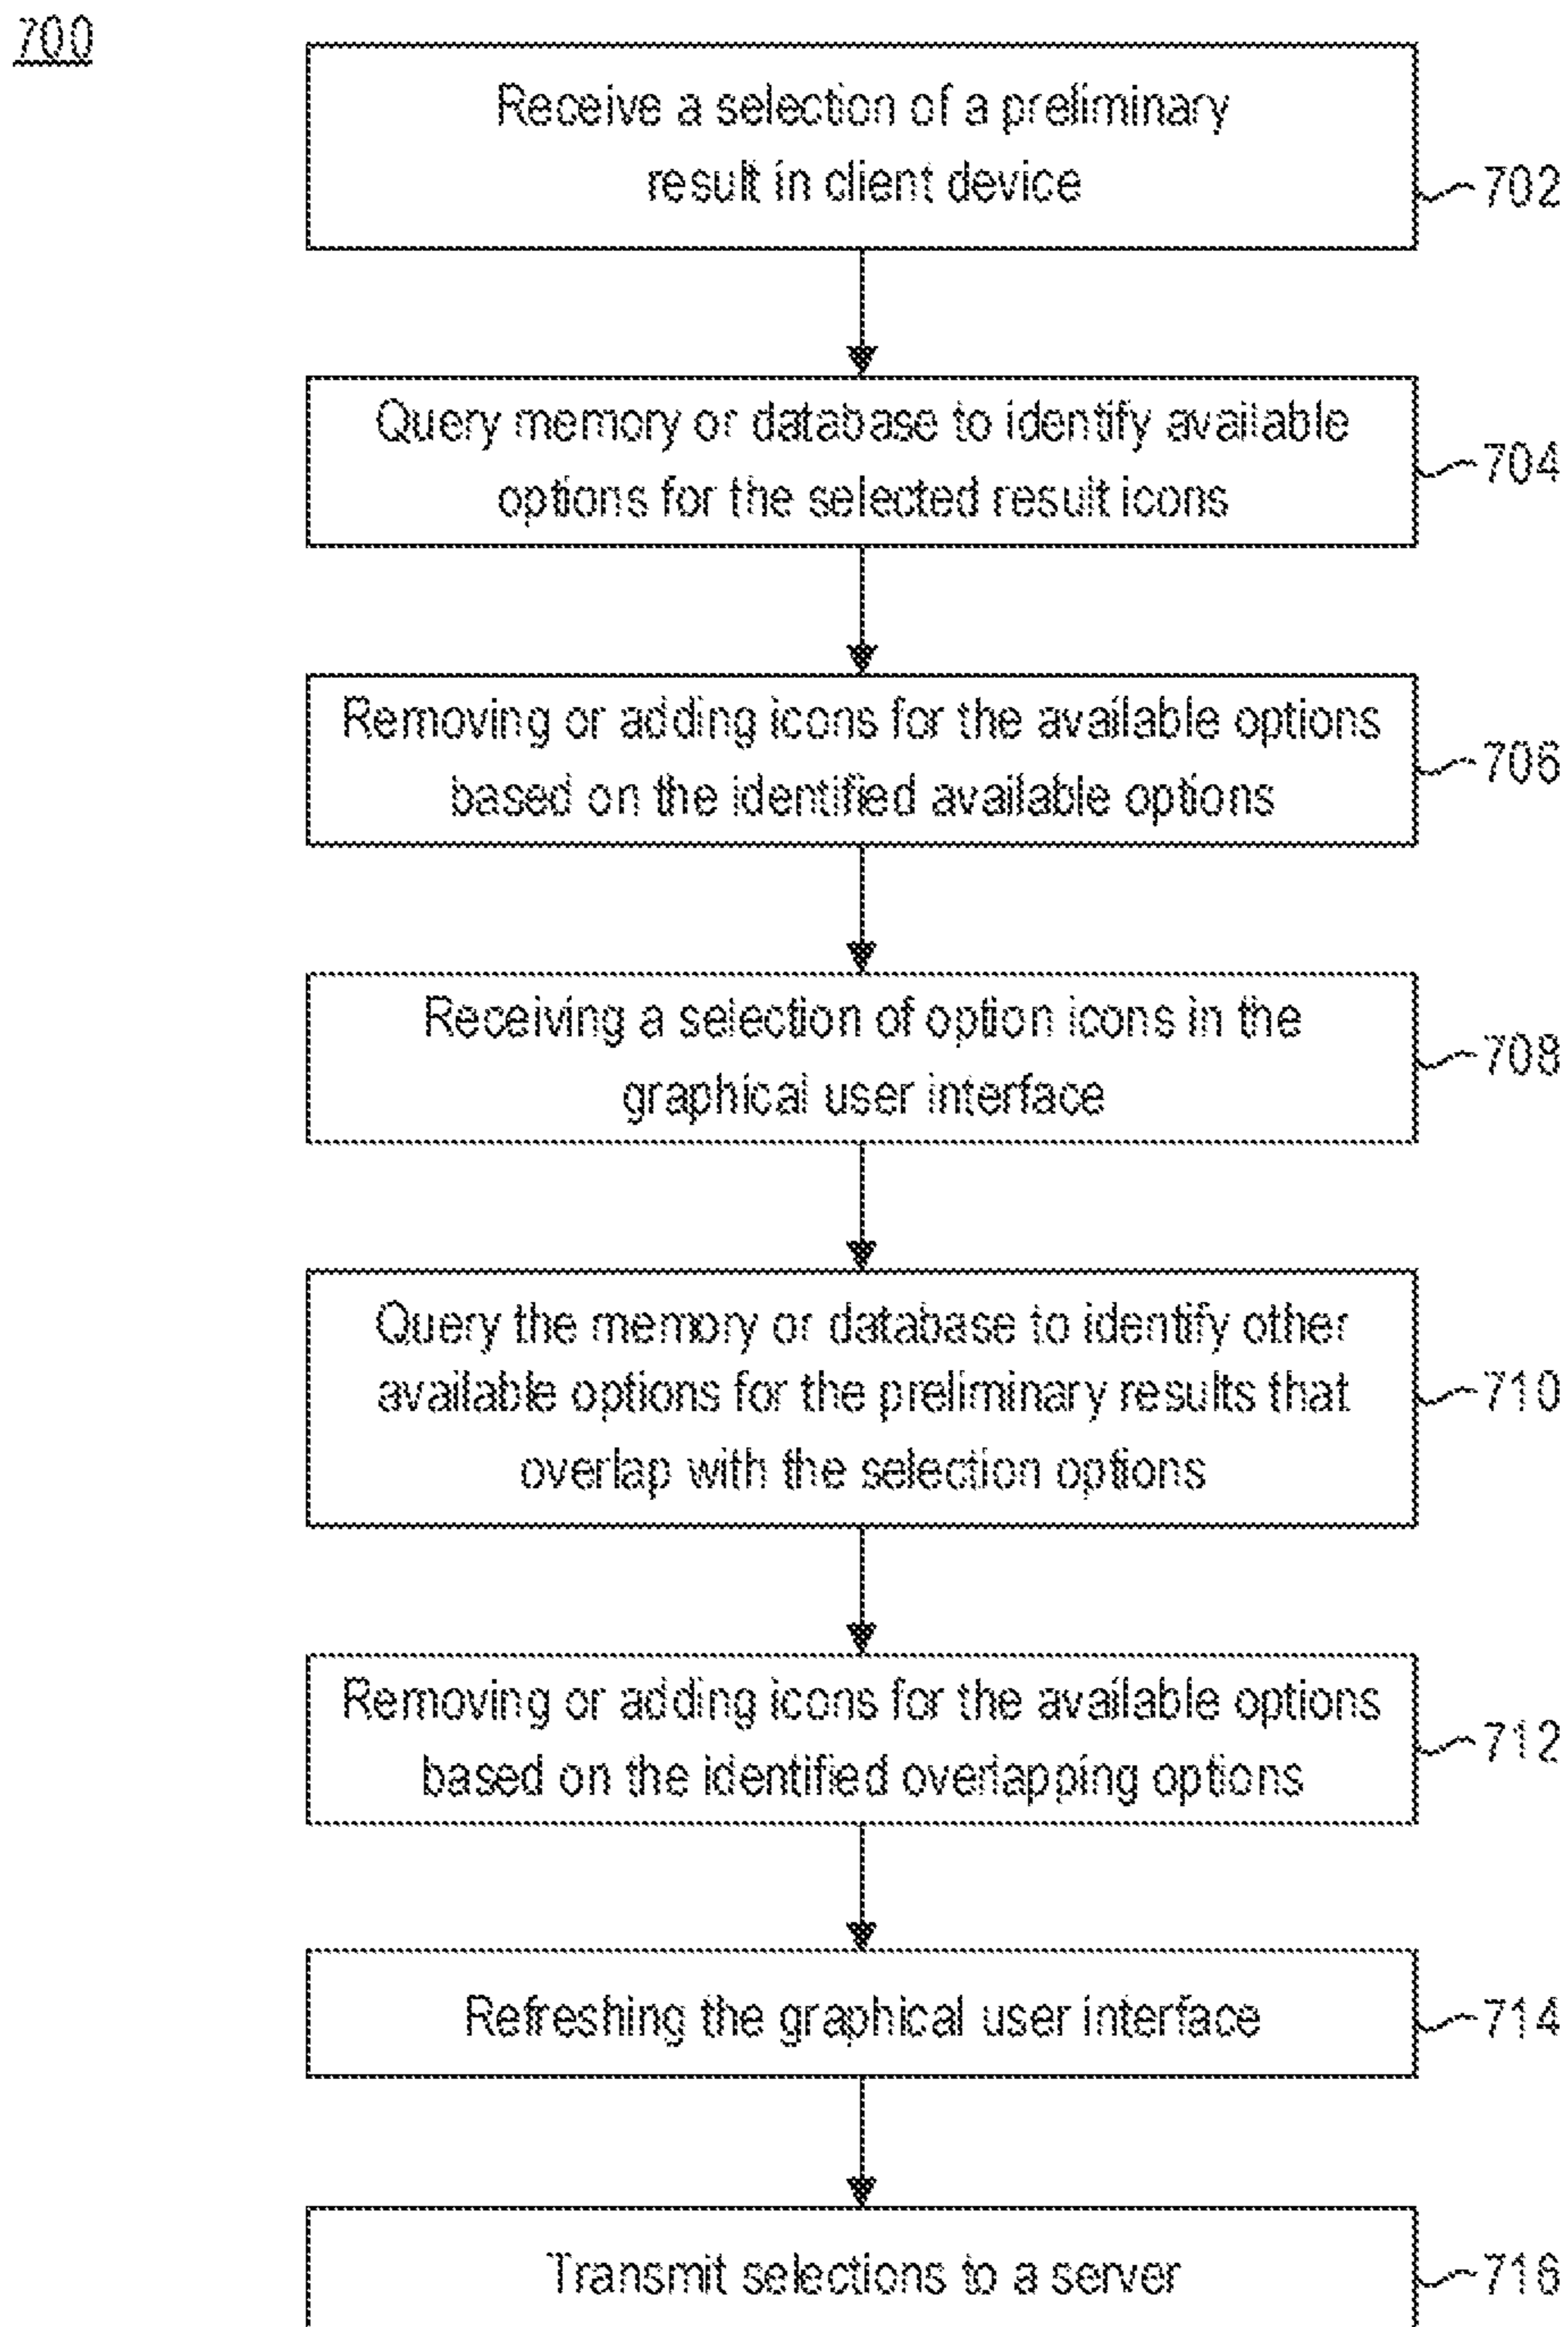 700
Receive a selection of a preliminary
result in client device
702
Query memory or database to identify available
options for the selected result icons
704
Removing or adding icons for the available options
based on the identified available options
706
Receiving a selection of option icons in the
graphical user interface
708
Query the memory or database to identify other
available options for the preliminary results that
overlap with the selection options
710
Removing or adding icons for the available options
based on the identified overlapping options
712
Refreshing the graphical user interface
714
Transmit selections to a server
716